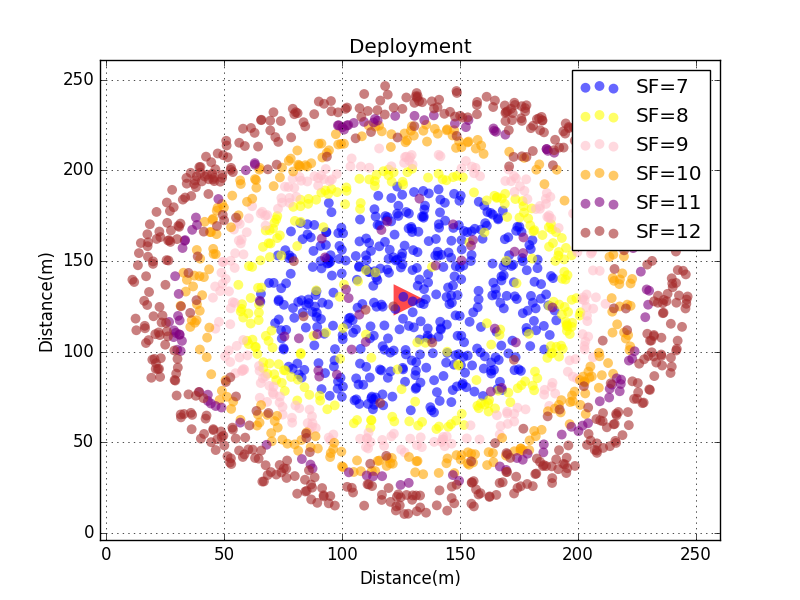 Deployment
SF=7
SF=8
SF=9
SF=10
SF=11
SF=12
250
200
150
100
50
0
Distance(m)
0 50 100 150 200 250
Distance(m)